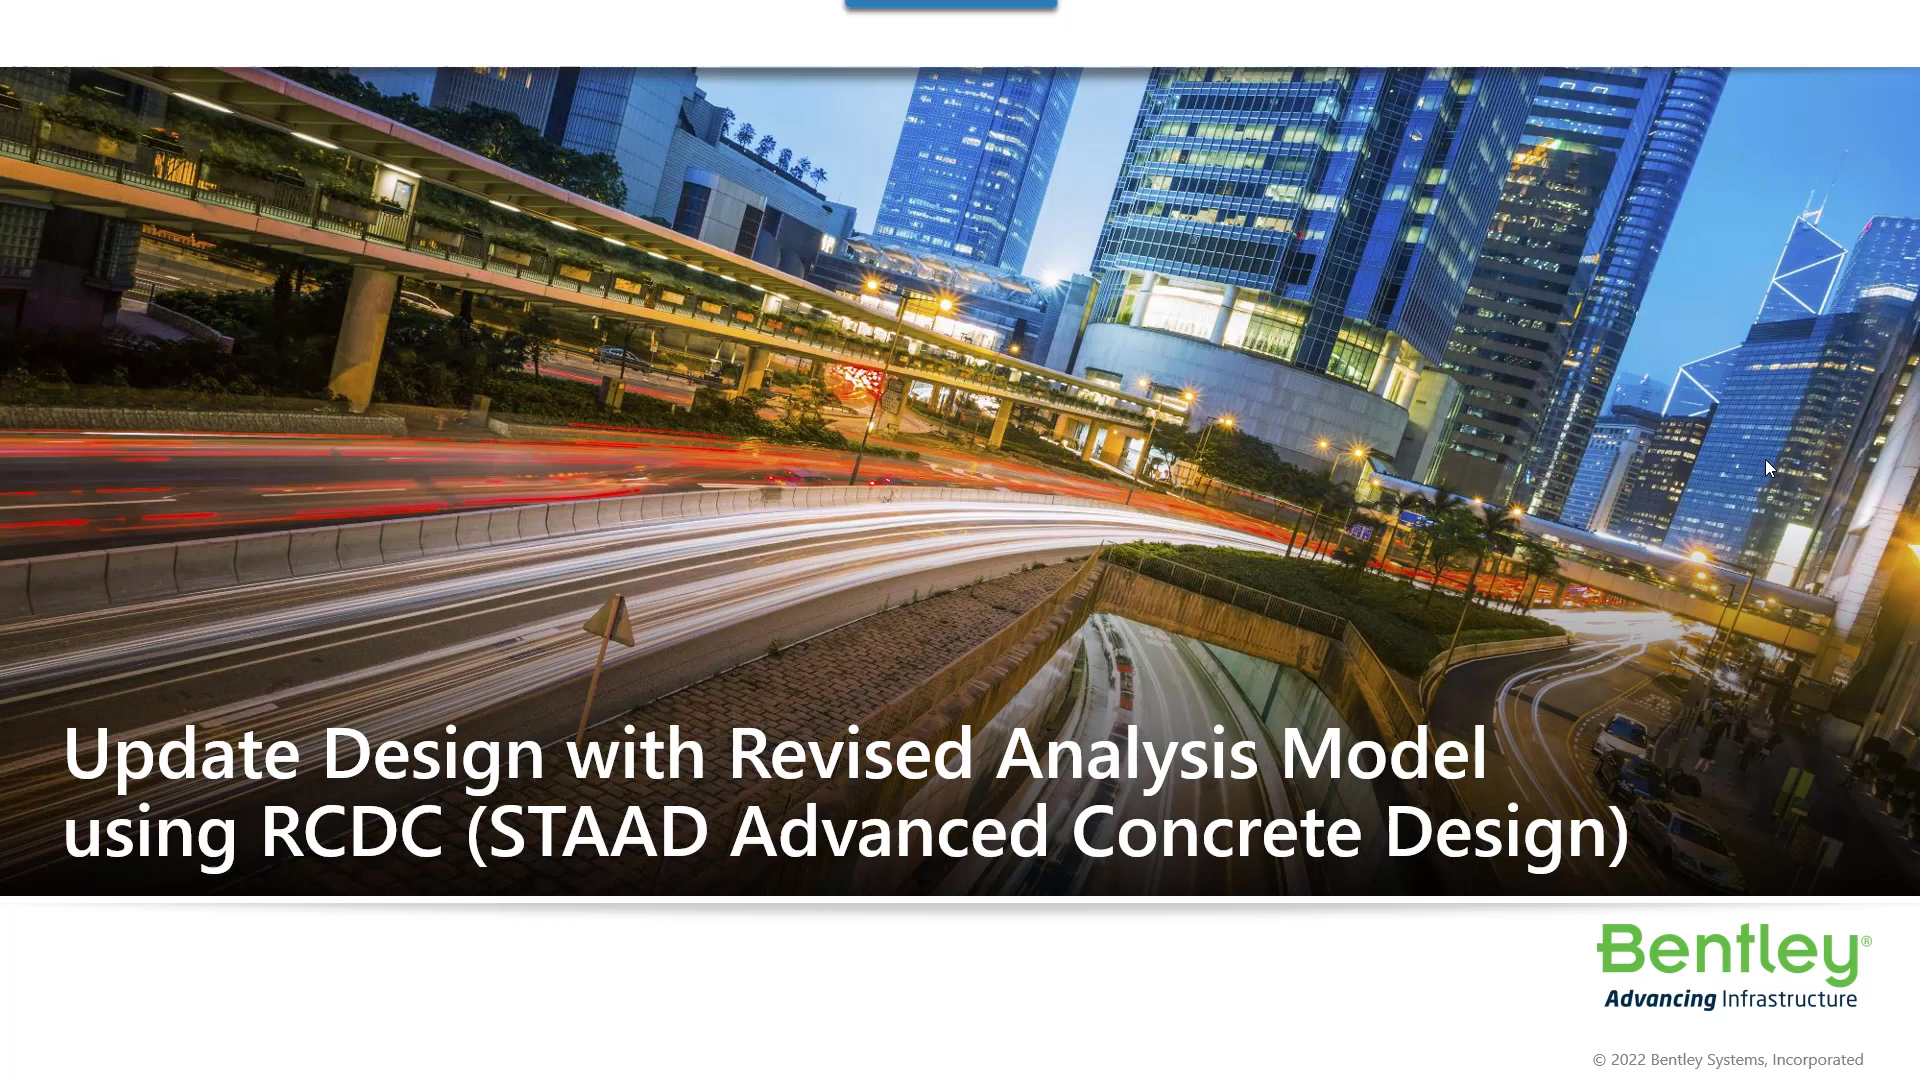 Update Design with Revised Analysis Model
using RCDC (STAAD Advanced Concrete Design)
Bentley®
Advancing Infrastructure
© 2022 Bentley Systems, Incorporated